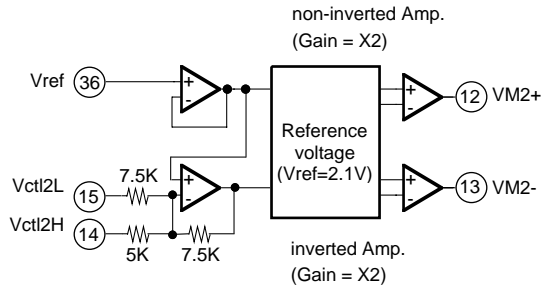 non-inverted Amp.
(Gain = X2)
Vref 36
+
-
+
-
12 VM2+
Reference
voltage
(Vref=2.1V)
7.5K
Vctl2L 15
+
-
+
-
13 VM2-
Vctl2H 14
5K
7.5K
inverted Amp.
(Gain = X2)